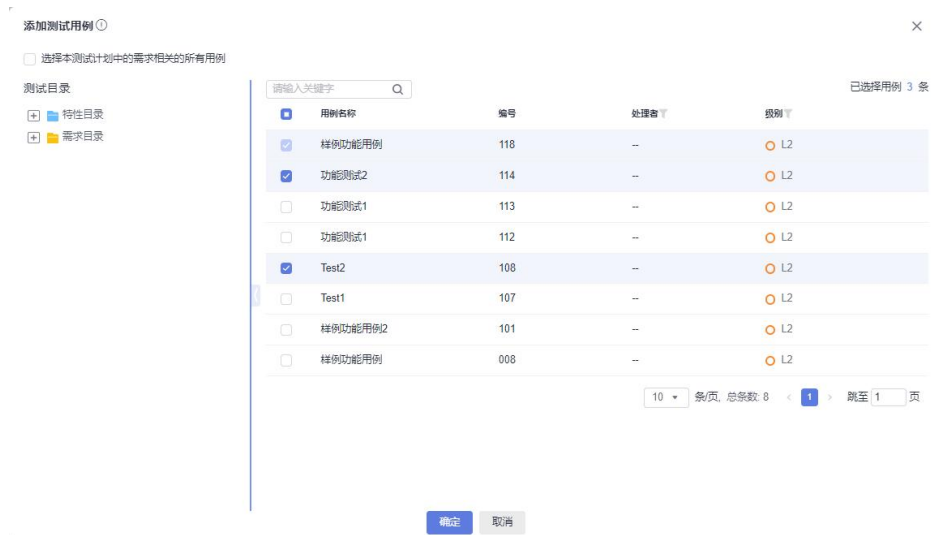 添加测试用例
选择本测试计划中的需求相关的所有用例
测试目录
请输入关键字
已选择用例 3 条
特性目录
需求目录
用例名称 编号 处理者 级别
样例功能用例 118 -- L2
功能测试2 114 -- L2
功能测试1 113 -- L2
功能测试1 112 -- L2
Test2 108 -- L2
Test1 107 -- L2
样例功能用例2 101 -- L2
样例功能用例 008 -- L2
10 条/页, 总条数: 8 < 1 > 跳至 1 页
确定 取消